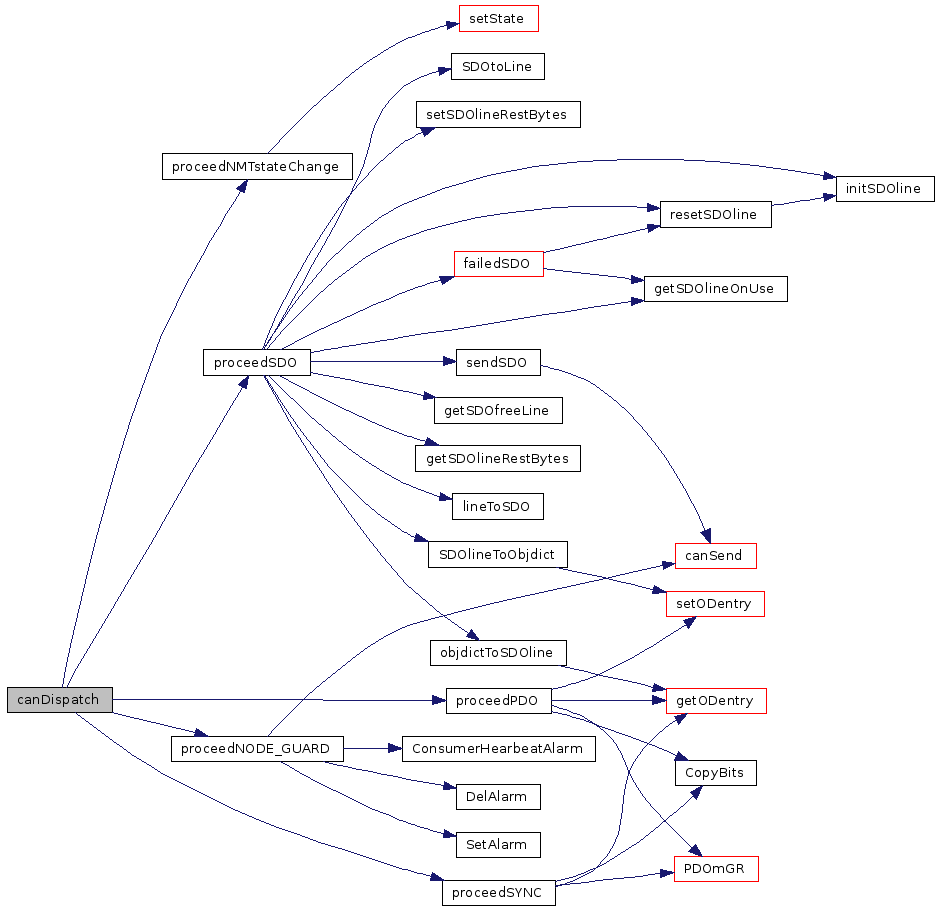 setState
SDOtoLine
setSDOlineRestBytes
proceedNMTstateChange
initSDOline
resetSDOline
failedSDO
getSDOlineOnUse
proceedSDO
sendSDO
getSDOfreeLine
getSDOlineRestBytes
lineToSDO
SDOlineToObjdict
canSend
setODentry
objdictToSDOline
canDispatch
proceedPDO
getODentry
proceedNODE_GUARD
ConsumerHearbeatAlarm
CopyBits
DelAlarm
SetAlarm
PDOmGR
proceedSYNC